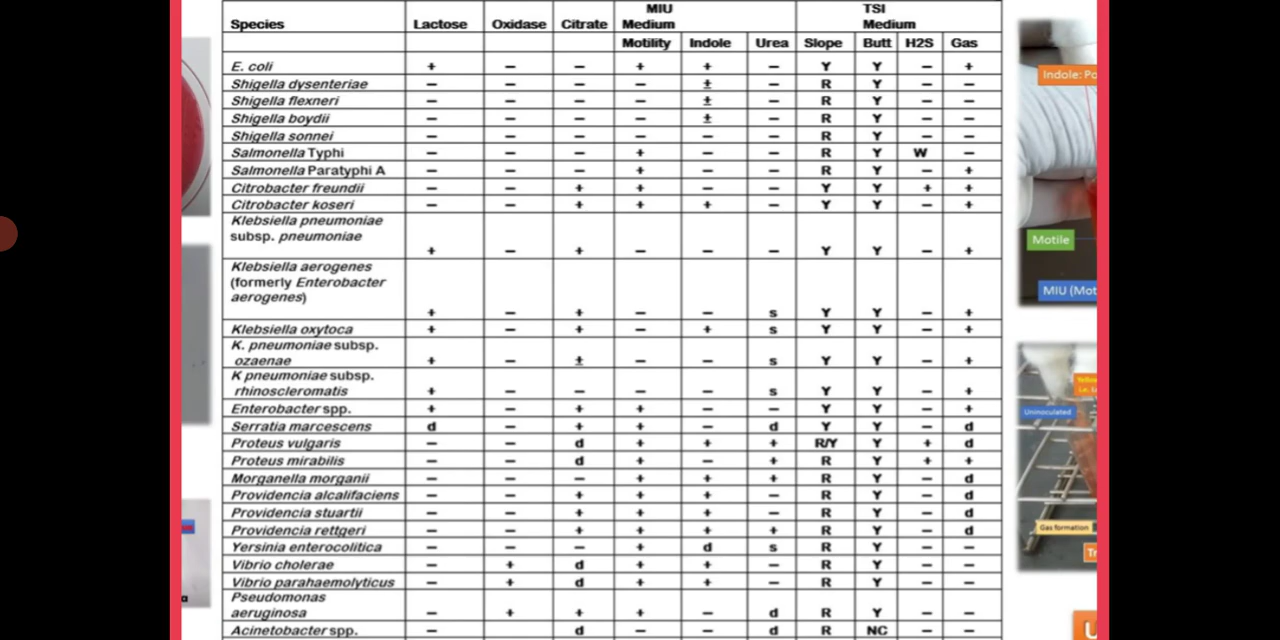 MIU TSI
Species Lactose Oxidase Citrate Medium Medium
Motility Indole Urea Slope Butt H2S Gas
E. coli + – – + + – Y Y – +
Shigella dysenteriae – – – – ± – R Y – –
Shigella flexneri – – – – ± – R Y – –
Shigella boydii – – – – ± – R Y – –
Shigella sonnei – – – – – – R Y – –
Salmonella Typhi – – – + – – R Y W –
Salmonella Paratyphi A – – – + – – R Y – +
Citrobacter freundii – – + + – – Y Y + +
Citrobacter koseri – – + + + – Y Y – +
Klebsiella pneumoniae
subsp. pneumoniae
+ – + – – – Y Y – +
Klebsiella aerogenes
(formerly Enterobacter
aerogenes)
+ – + – – s Y Y – +
Klebsiella oxytoca + – + – + s Y Y – +
K. pneumoniae subsp.
ozaenae + – ± – – s Y Y – +
K pneumoniae subsp.
rhinoscleromatis + – – – – s Y Y – +
Enterobacter spp. + – + + – – Y Y – +
Serratia marcescens d – + + – d Y Y – d
Proteus vulgaris – – d + + + R/Y Y + d
Proteus mirabilis – – d + – + R Y + +
Morganella morganii – – – + + + R Y – d
Providencia alcalifaciens – – + + + – R Y – d
Providencia stuartii – – + + + – R Y – d
Providencia rettgeri – – + + + + R Y – d
Yersinia enterocolitica – – – + d s R Y – –
Vibrio cholerae – + d + + – R Y – –
Vibrio parahaemolyticus – + d + + – R Y – –
Pseudomonas
aeruginosa – + + + – d R Y – –
Acinetobacter spp. – d – – d R NC – –
Indole: Po
Motile
MIU (Mot
Uninoculated
Gas formation